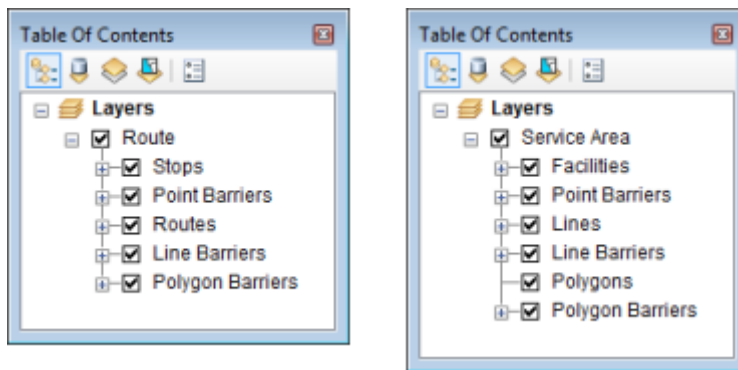 Table Of Contents
Layers
Route
Stops
Point Barriers
Routes
Line Barriers
Polygon Barriers
Table Of Contents
Layers
Service Area
Facilities
Point Barriers
Lines
Line Barriers
Polygons
Polygon Barriers